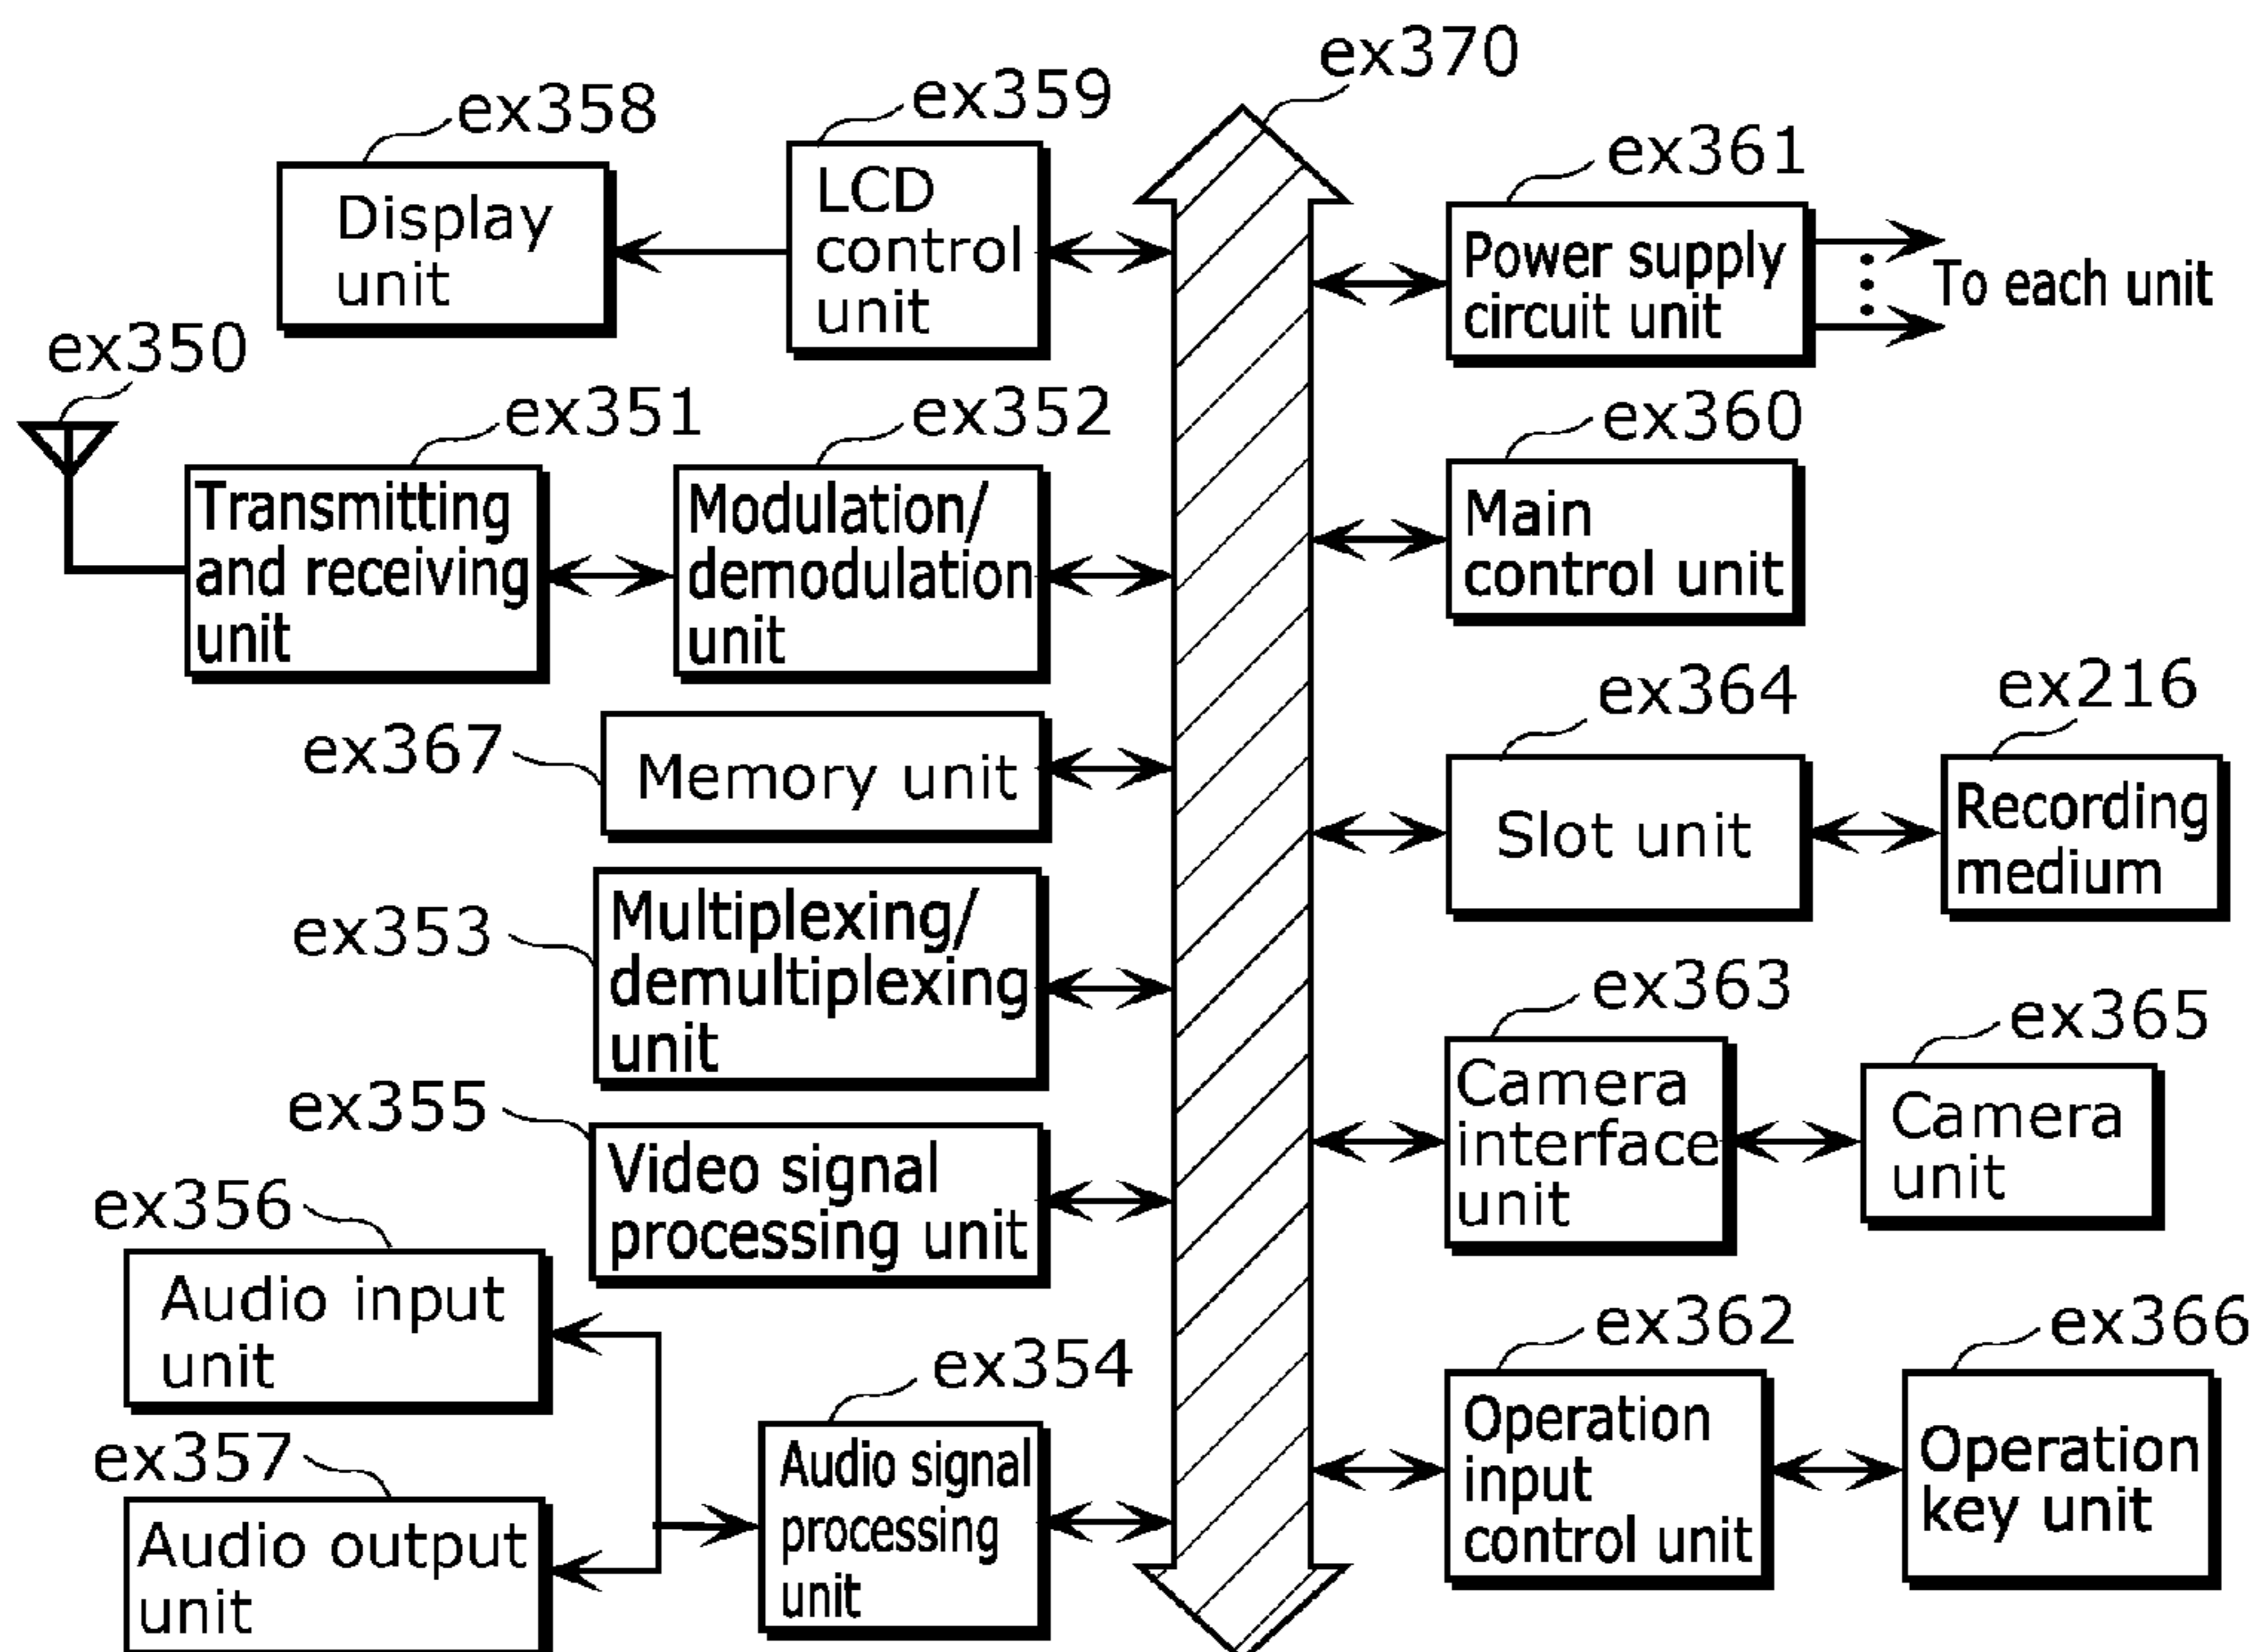 ex370
ex358
ex359
ex361
Display
unit
LCD
control
unit
Power supply
circuit unit
To each unit
ex350
ex351
ex352
ex360
Transmitting
and receiving
unit
Modulation/
demodulation
unit
Main
control unit
ex367
Memory unit
ex364
ex216
Slot unit
Recording
medium
ex353
Multiplexing/
demultiplexing
unit
ex363
ex365
Camera
interface
unit
Camera
unit
ex355
Video signal
processing unit
ex356
Audio input
unit
ex357
Audio output
unit
ex354
Audio signal
processing
unit
ex362
ex366
Operation
input
control unit
Operation
key unit